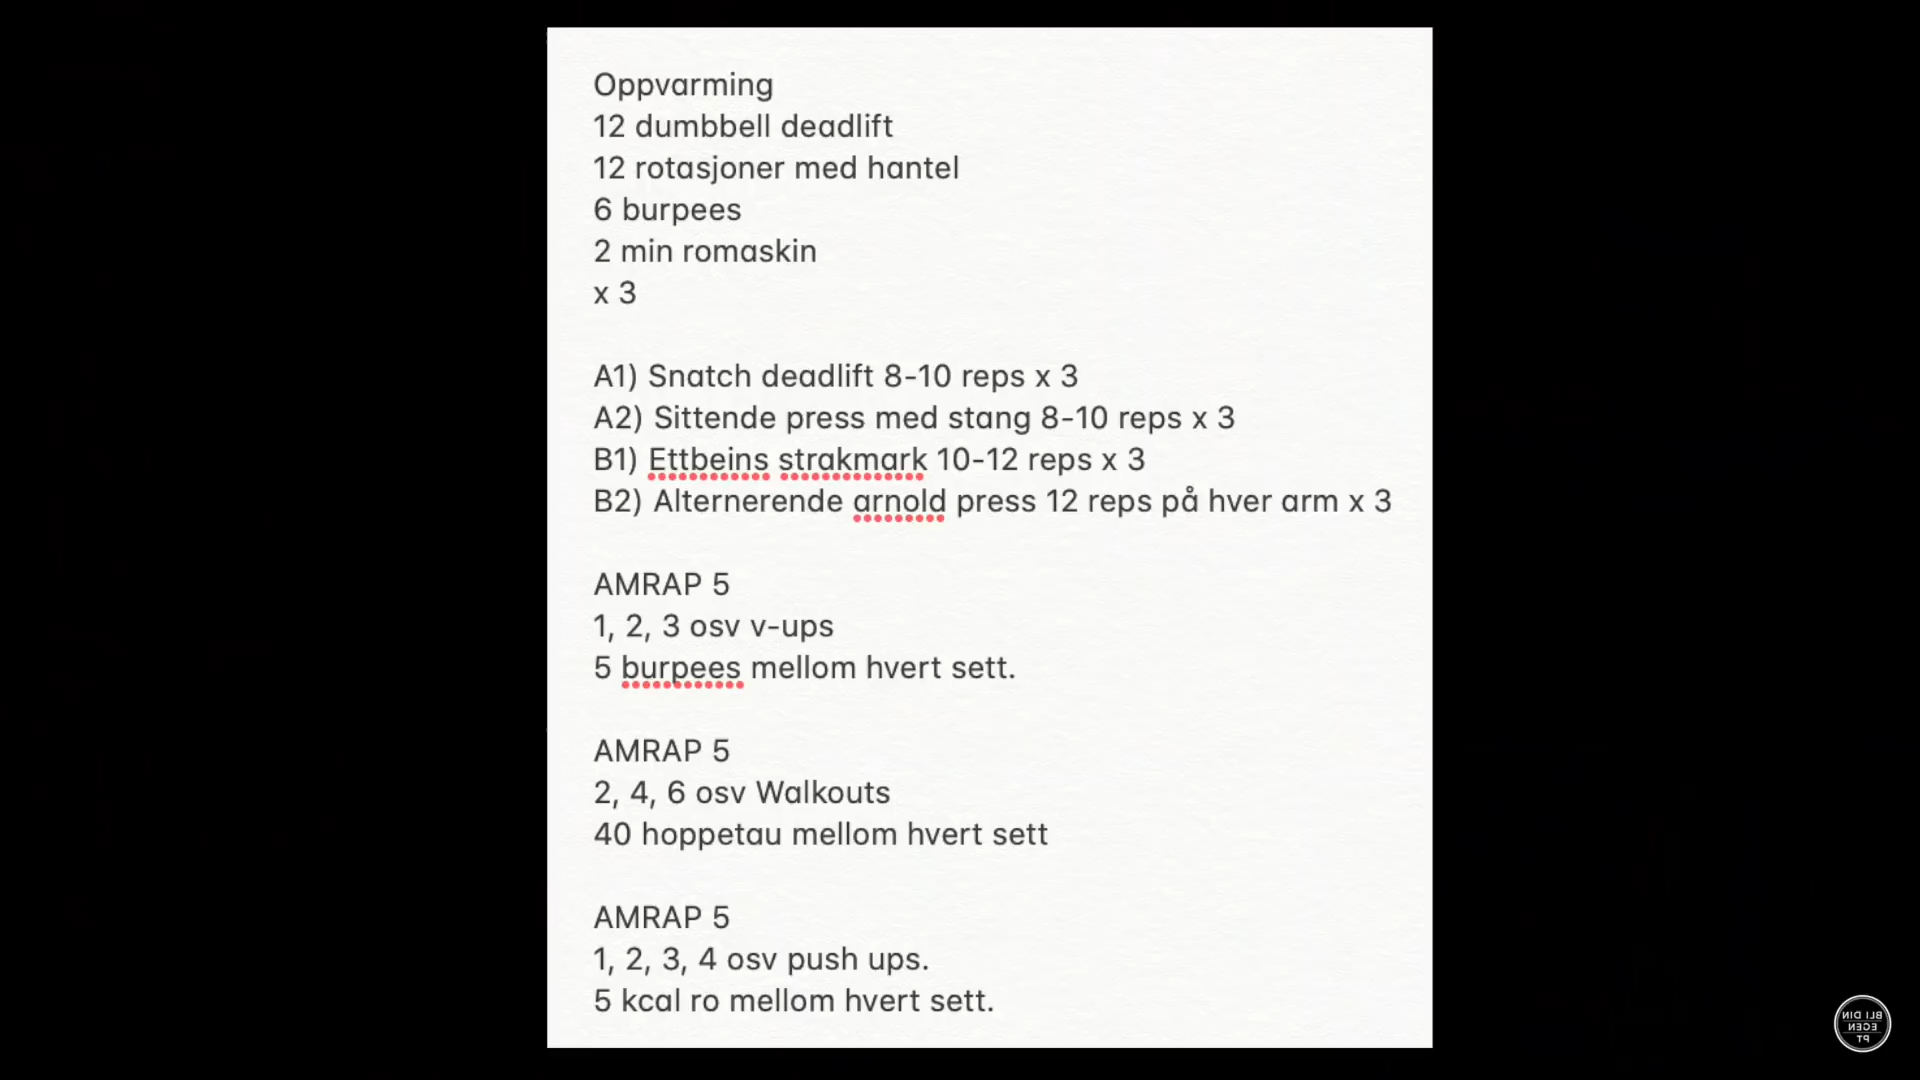 Oppvarming
12 dumbbell deadlift
12 rotasjoner med hantel
6 burpees
2 min romaskin
x 3
A1) Snatch deadlift 8-10 reps x 3
A2) Sittende press med stang 8-10 reps x 3
B1) Ettbeins strakmark 10-12 reps x 3
B2) Alternerende arnold press 12 reps på hver arm x 3
AMRAP 5
1, 2, 3 osv v-ups
5 burpees mellom hvert sett.
AMRAP 5
2, 4, 6 osv Walkouts
40 hoppetau mellom hvert sett
AMRAP 5
1, 2, 3, 4 osv push ups.
5 kcal ro mellom hvert sett.
BLI DIN
EGEN
PT